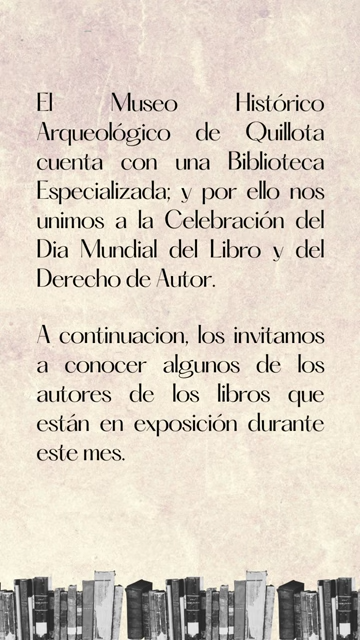 El Museo Histórico
Arqueológico de Quillota
cuenta con una Biblioteca
Especializada; y por ello nos
unimos a la Celebración del
Dia Mundial del Libro y del
Derecho de Autor.
A continuacion, los invitamos
a conocer algunos de los
autores de los libros que
están en exposición durante
este mes.